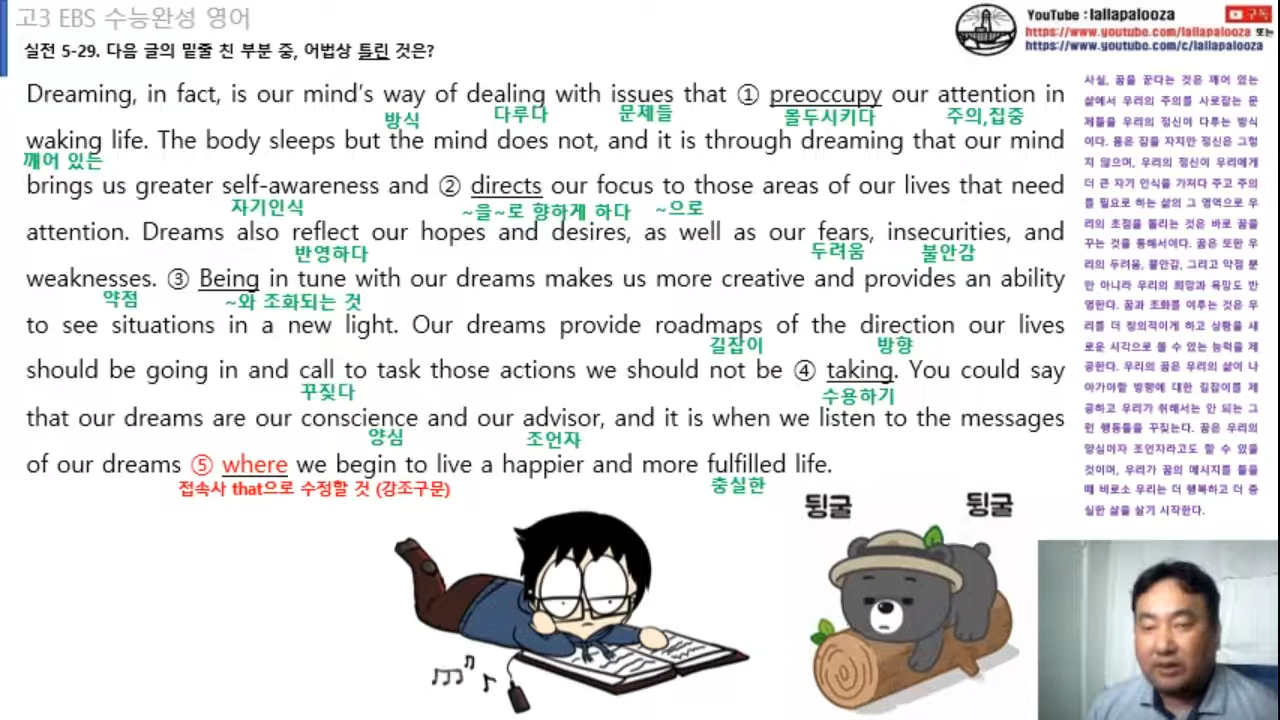 고3 EBS 수능완성 영어
실전 5-29. 다음 글의 밑줄 친 부분 중, 어법상 틀린 것은?
YouTube : lallapalooza
구독
https://www.youtube.com/lallapalooza 또는
https://www.youtube.com/c/lallapalooza
Dreaming, in fact, is our mind's way of dealing with issues that ① preoccupy our attention in
방식 다루다 문제들 몰두시키다 주의,집중
waking life. The body sleeps but the mind does not, and it is through dreaming that our mind
깨어 있는
brings us greater self-awareness and ② directs our focus to those areas of our lives that need
자기인식 ~을~로 향하게 하다 ~으로
attention. Dreams also reflect our hopes and desires, as well as our fears, insecurities, and
반영하다 두려움 불안감
weaknesses. ③ Being in tune with our dreams makes us more creative and provides an ability
약점 ~와 조화되는 것
to see situations in a new light. Our dreams provide roadmaps of the direction our lives
길잡이 방향
should be going in and call to task those actions we should not be ④ taking. You could say
꾸짖다 수용하기
that our dreams are our conscience and our advisor, and it is when we listen to the messages
양심 조언자
of our dreams ⑤ where we begin to live a happier and more fulfilled life.
접속사 that으로 수정할 것 (강조구문) 충실한
사실, 꿈을 꾼다는 것은 깨어 있는
삶에서 우리의 주의를 사로잡는 문
제들을 우리의 정신이 다루는 방식
이다. 몸은 잠을 자지만 정신은 그렇
지 않으며, 우리의 정신이 우리에게
더 큰 자기 인식을 가져다 주고 주의
를 필요로 하는 삶의 그 영역으로 우
리의 초점을 돌리는 것은 바로 꿈을
꾸는 것을 통해서이다. 꿈은 또한 우
리의 두려움, 불안감, 그리고 약점 뿐
만 아니라 우리의 희망과 욕망도 반
영한다. 꿈과 조화를 이루는 것은 우
리를 더 창의적이게 하고 상황을 새
로운 시각으로 볼 수 있는 능력을 제
공한다. 우리의 꿈은 우리의 삶이 나
아가야할 방향에 대한 길잡이를 제
공하고 우리가 취해서는 안 되는 그
런 행동들을 꾸짖는다. 꿈은 우리의
양심이자 조언자라고도 할 수 있을
것이며, 우리가 꿈의 메시지를 들을
때 비로소 우리는 더 행복하고 더 충
실한 삶을 살기 시작한다.
뒹굴 뒹굴